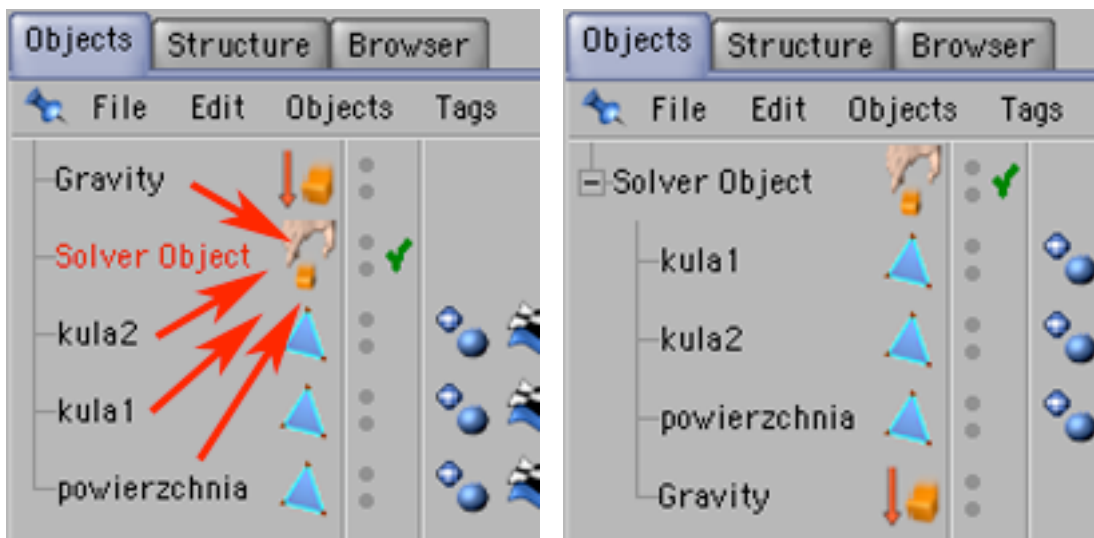 Objects Structure Browser
File Edit Objects Tags
Gravity
Solver Object
kula2
kula1
powierzchnia
Objects Structure Browser
File Edit Objects Tags
Solver Object
kula1
kula2
powierzchnia
Gravity